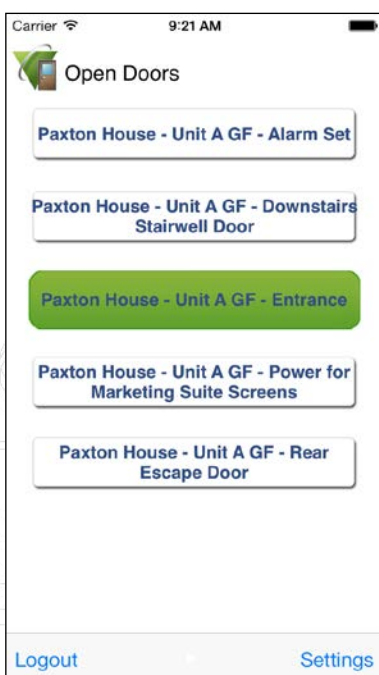 Carrier 9:21 AM
Open Doors
Paxton House - Unit A GF - Alarm Set
Paxton House - Unit A GF - Downstairs
Stairwell Door
Paxton House - Unit A GF - Entrance
Paxton House - Unit A GF - Power for
Marketing Suite Screens
Paxton House - Unit A GF - Rear
Escape Door
Logout Settings